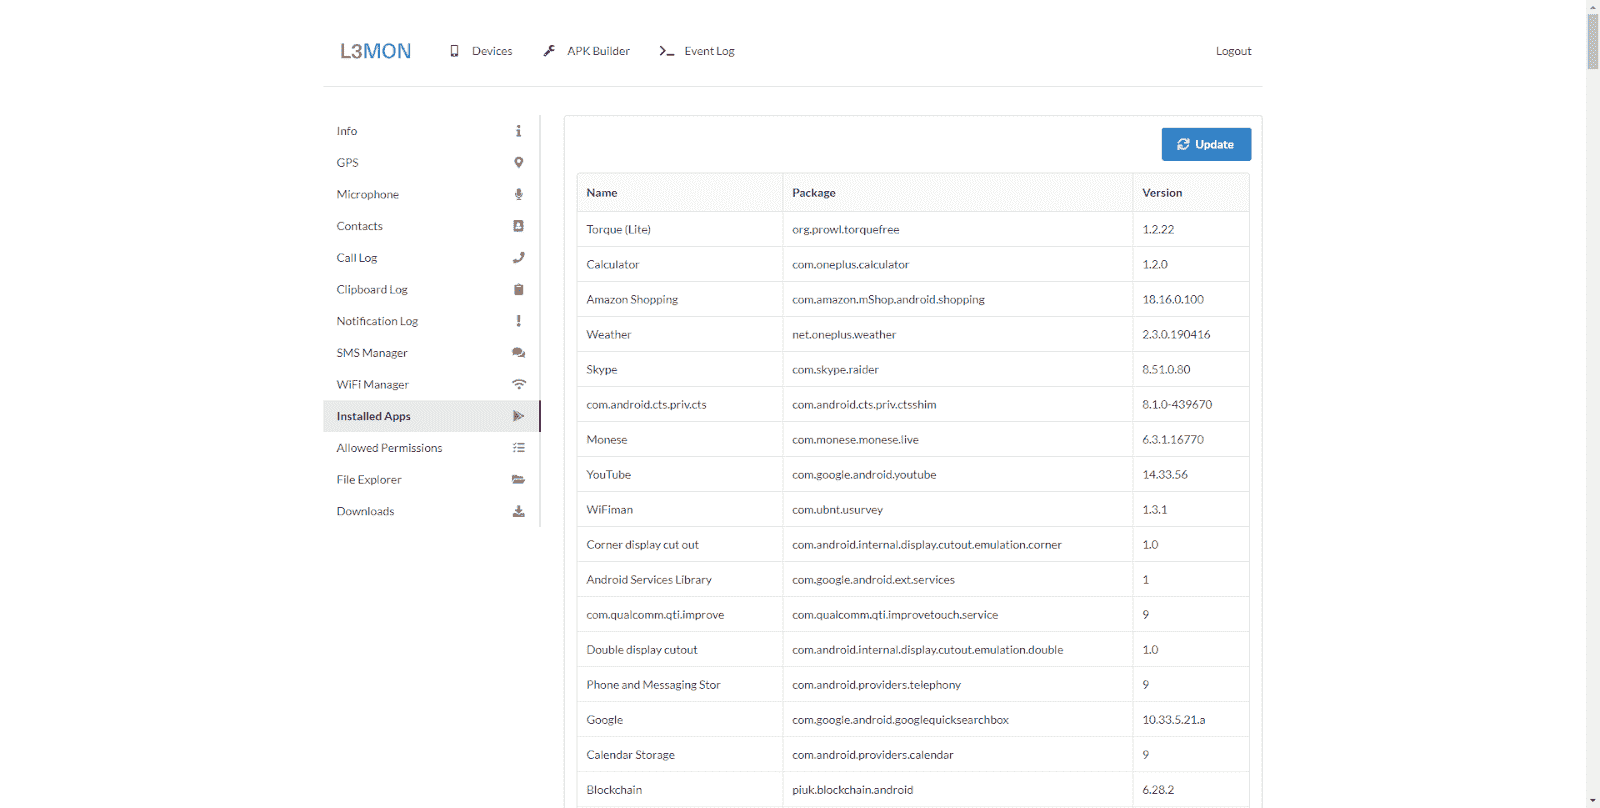 L3MON Devices APK Builder Event Log Logout
Info
GPS
Microphone
Contacts
Call Log
Clipboard Log
Notification Log
SMS Manager
WiFi Manager
Installed Apps
Allowed Permissions
File Explorer
Downloads
Update
Name Package Version
Torque (Lite) org.prowl.torquefree 1.2.22
Calculator com.oneplus.calculator 1.2.0
Amazon Shopping com.amazon.mShop.android.shopping 18.16.0.100
Weather net.oneplus.weather 2.3.0.190416
Skype com.skype.raider 8.51.0.80
com.android.cts.priv.cts com.android.cts.priv.ctsshim 8.1.0-439670
Monese com.monese.monese.live 6.3.1.16770
YouTube com.google.android.youtube 14.33.56
WiFiman com.ubnt.usurvey 1.3.1
Corner display cut out com.android.internal.display.cutout.emulation.corner 1.0
Android Services Library com.google.android.ext.services 1
com.qualcomm.qti.improve com.qualcomm.qti.improvetouch.service 9
Double display cutout com.android.internal.display.cutout.emulation.double 1.0
Phone and Messaging Stor com.android.providers.telephony 9
Google com.google.android.googlequicksearchbox 10.33.5.21.a
Calendar Storage com.android.providers.calendar 9
Blockchain piuk.blockchain.android 6.28.2